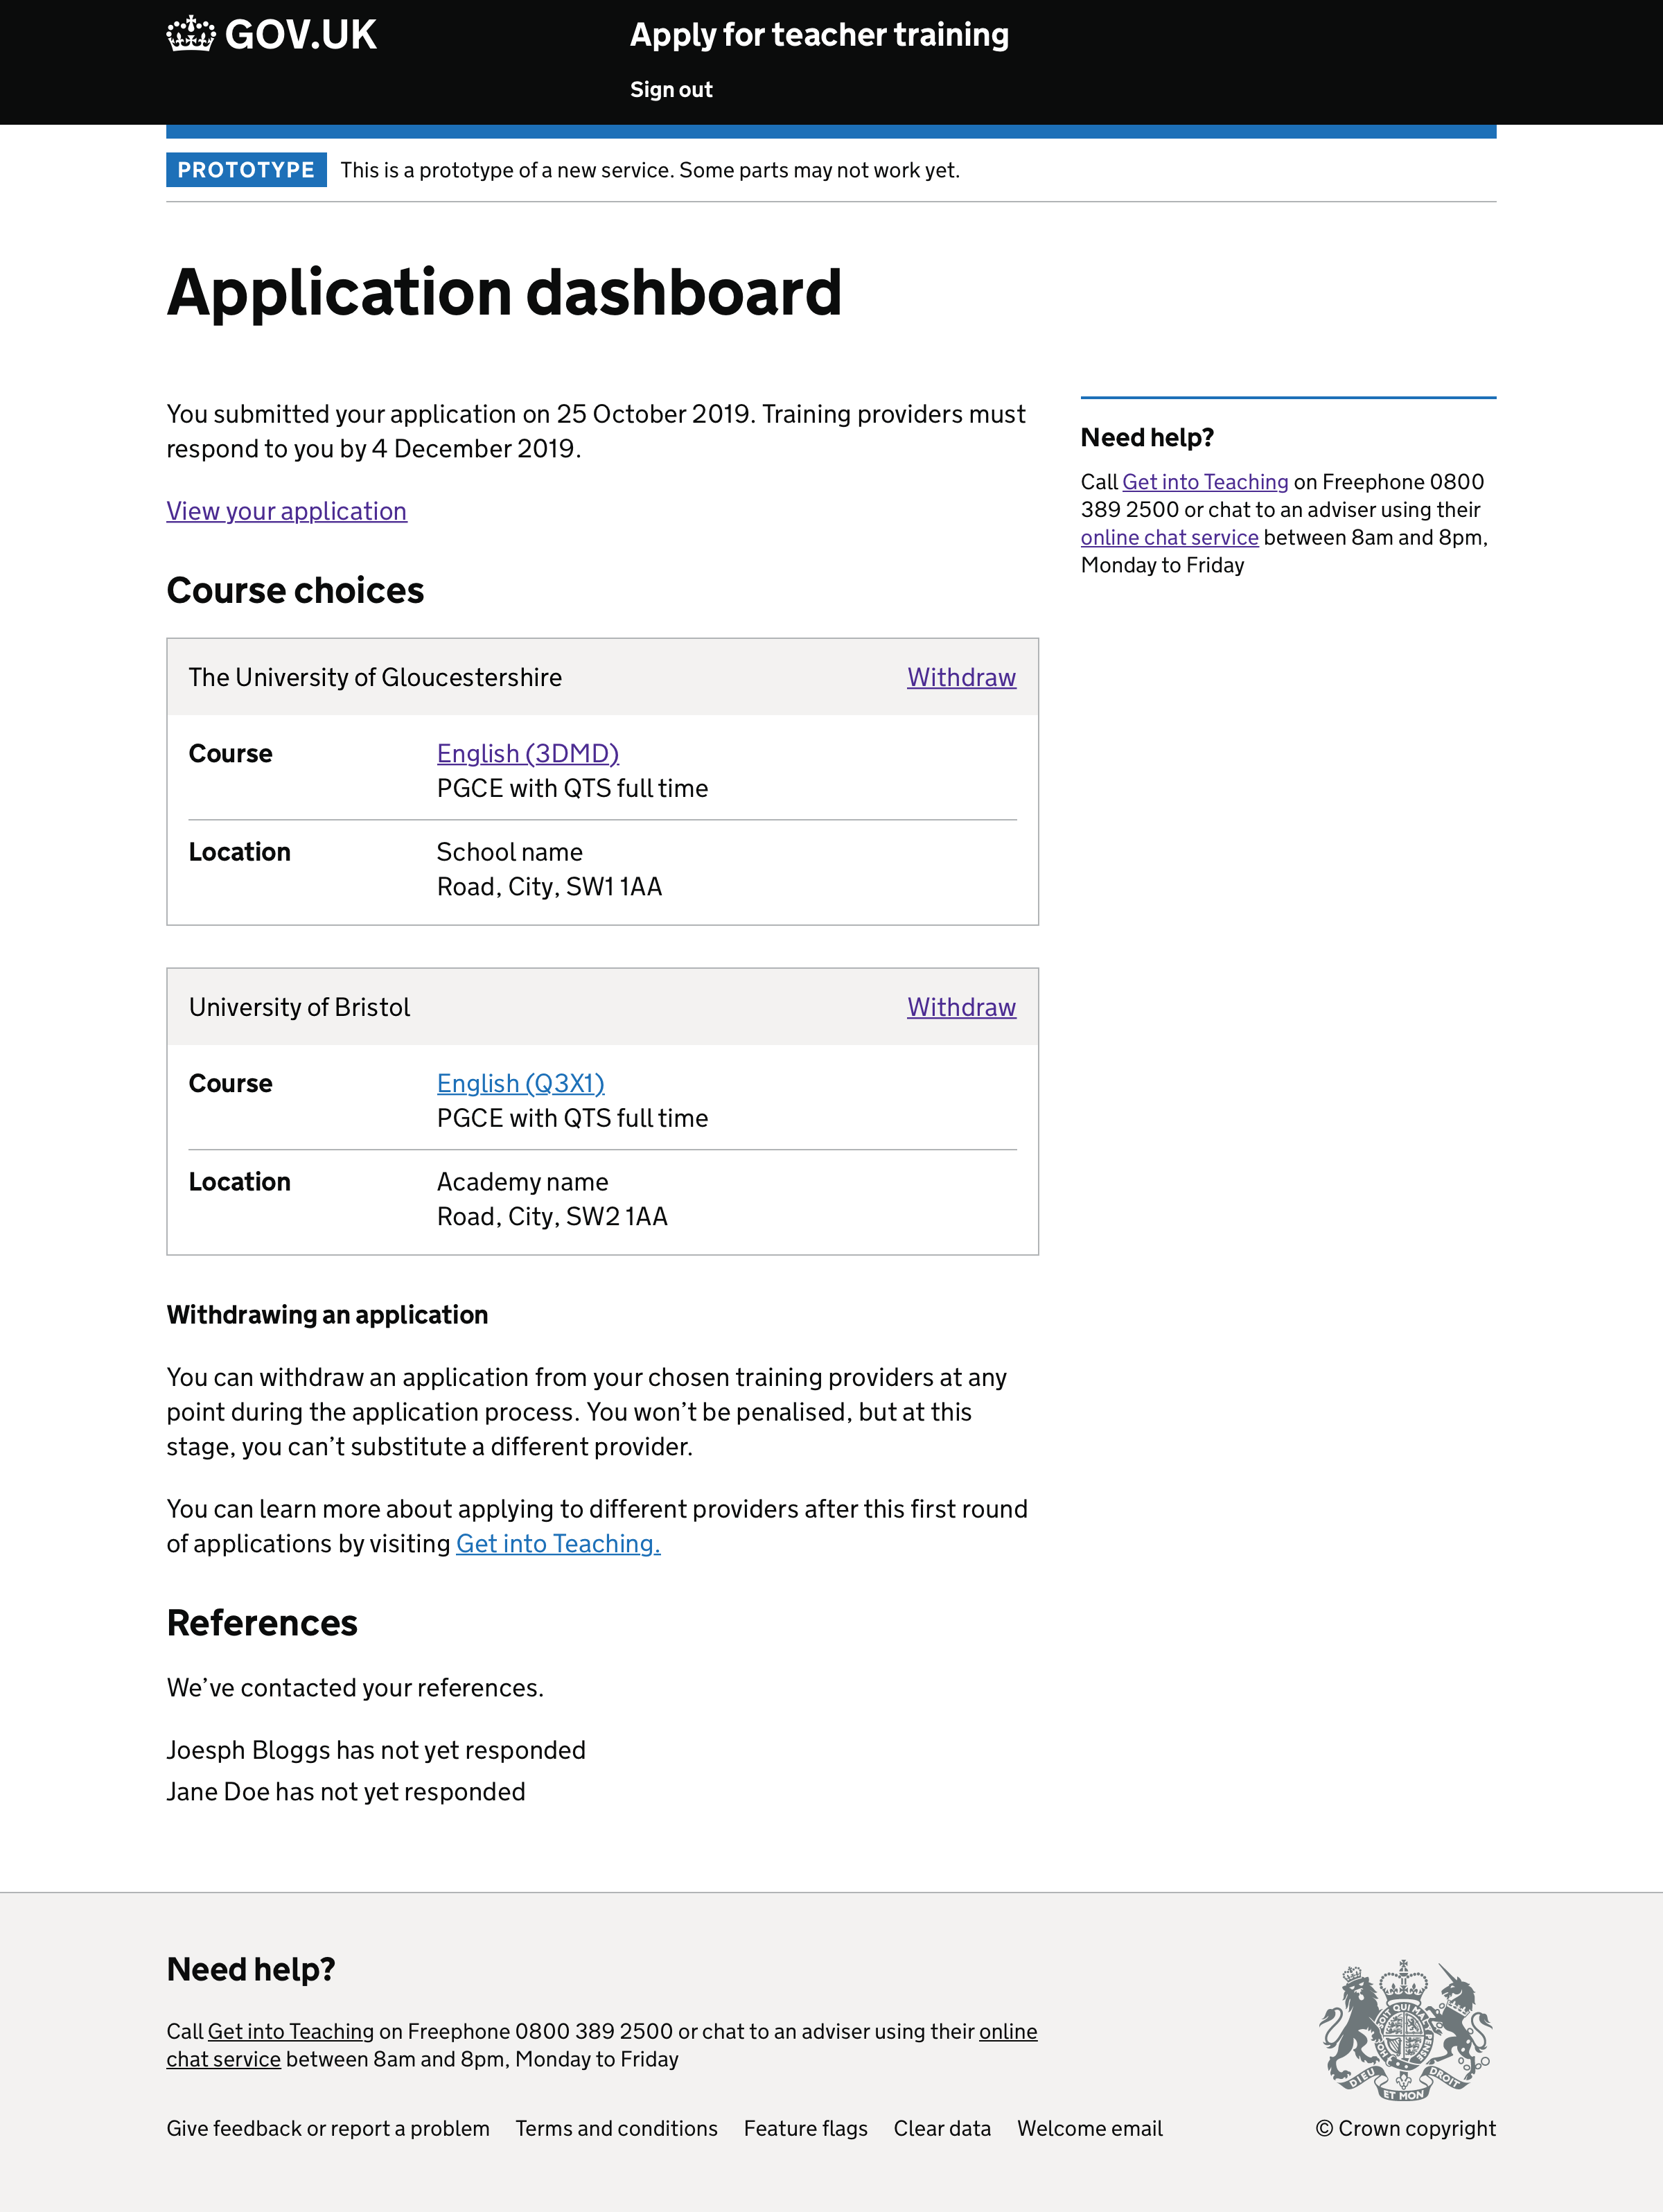 GOV.UK
Apply for teacher training
Sign out
PROTOTYPE
This is a prototype of a new service. Some parts may not work yet.
Application dashboard
You submitted your application on 25 October 2019. Training providers must
respond to you by 4 December 2019.
View your application
Need help?
Call Get into Teaching on Freephone 0800
389 2500 or chat to an adviser using their
online chat service between 8am and 8pm,
Monday to Friday
Course choices
The University of Gloucestershire
Withdraw
Course
English (3DMD)
PGCE with QTS full time
Location
School name
Road, City, SW1 1AA
University of Bristol
Withdraw
Course
English (Q3X1)
PGCE with QTS full time
Location
Academy name
Road, City, SW2 1AA
Withdrawing an application
You can withdraw an application from your chosen training providers at any
point during the application process. You won’t be penalised, but at this
stage, you can’t substitute a different provider.
You can learn more about applying to different providers after this first round
of applications by visiting Get into Teaching.
References
We’ve contacted your references.
Joesph Bloggs has not yet responded
Jane Doe has not yet responded
Need help?
Call Get into Teaching on Freephone 0800 389 2500 or chat to an adviser using their online
chat service between 8am and 8pm, Monday to Friday
Give feedback or report a problem
Terms and conditions
Feature flags
Clear data
Welcome email
DIEU ET MON DROIT
© Crown copyright